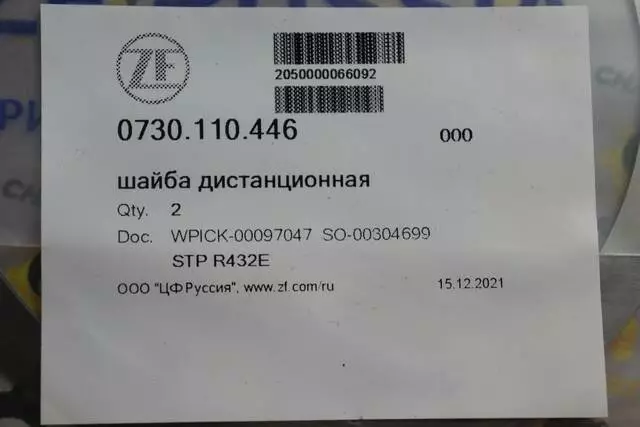 ZF
2050000066092
0730.110.446 000
шайба дистанционная
Qty. 2
Doc. WPICK-00097047 SO-00304699
STP R432E
ООО "ЦФ Руссия", www.zf.com/ru 15.12.2021